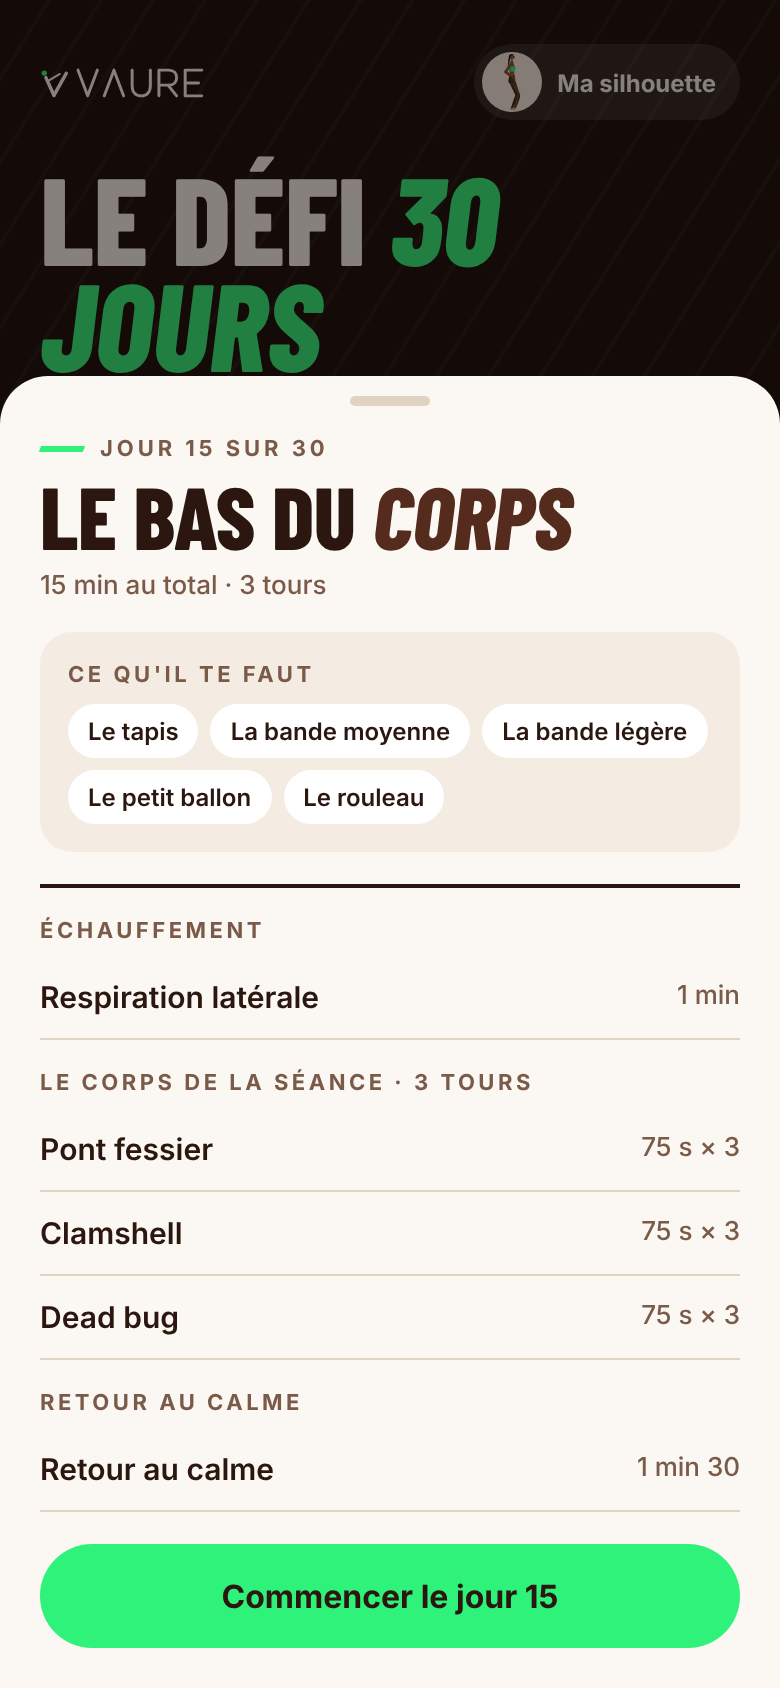 VAURE
Ma silhouette
LE DÉFI 30
JOURS
JOUR 15 SUR 30
LE BAS DU CORPS
15 min au total · 3 tours
CE QU'IL TE FAUT
Le tapis
La bande moyenne
La bande légère
Le petit ballon
Le rouleau
ÉCHAUFFEMENT
Respiration latérale 1 min
LE CORPS DE LA SÉANCE · 3 TOURS
Pont fessier 75 s × 3
Clamshell 75 s × 3
Dead bug 75 s × 3
RETOUR AU CALME
Retour au calme 1 min 30
Commencer le jour 15